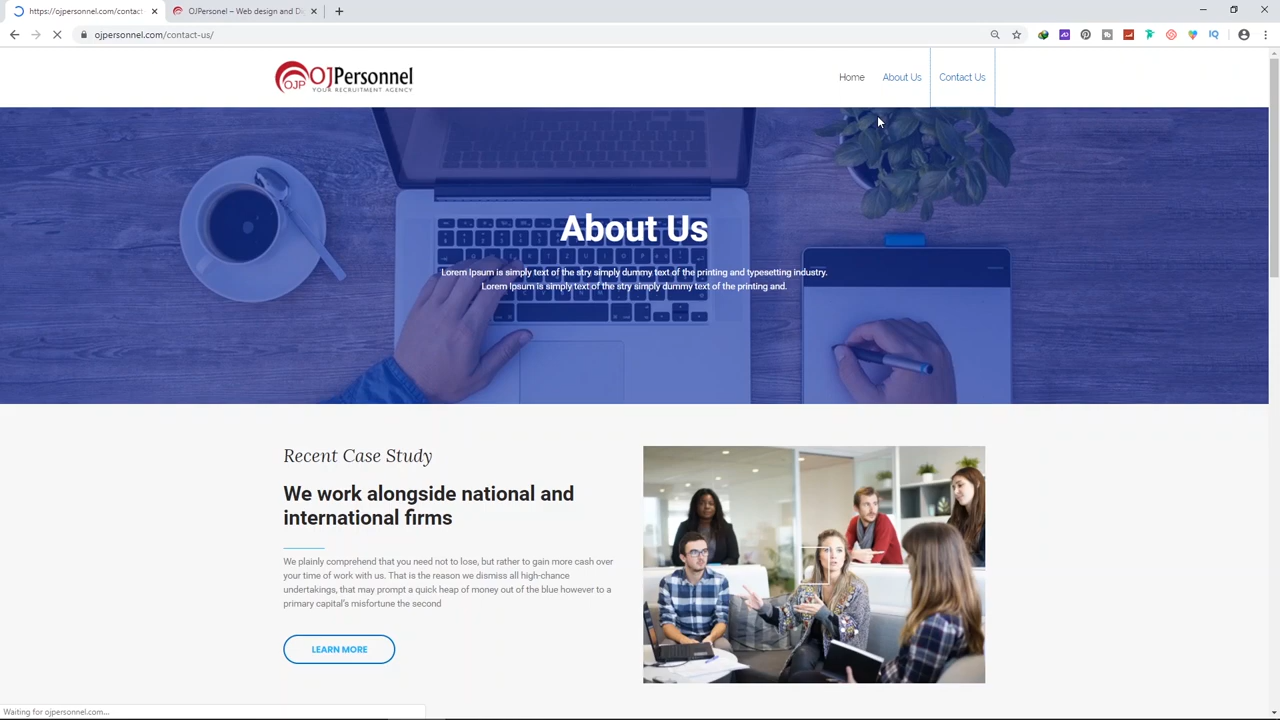 https://ojpersonnel.com/contact
OJPersonel – Web design and Di
ojpersonnel.com/contact-us/
OJP OJPersonnel
YOUR RECRUITMENT AGENCY
Home About Us Contact Us
About Us
Lorem Ipsum is simply text of the stry simply dummy text of the printing and typesetting industry.
Lorem Ipsum is simply text of the stry simply dummy text of the printing and.
Recent Case Study
We work alongside national and
international firms
We plainly comprehend that you need not to lose, but rather to gain more cash over
your time of work with us. That is the reason we dismiss all high-chance
undertakings, that may prompt a quick heap of money out of the blue however to a
primary capital's misfortune the second
LEARN MORE
Waiting for ojpersonnel.com...